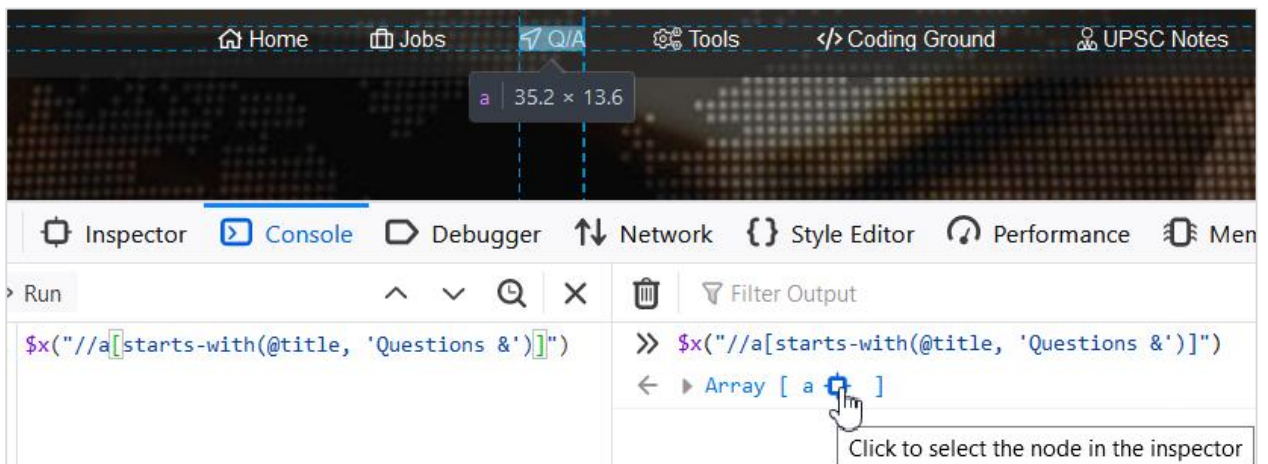 Home Jobs Q/A Tools </> Coding Ground UPSC Notes
a 35.2 × 13.6
Inspector Console Debugger Network {} Style Editor Performance Mem
Run Filter Output
$x("//a[starts-with(@title, 'Questions &')]")
>> $x("//a[starts-with(@title, 'Questions &')]")
← ▶ Array [ a ]
Click to select the node in the inspector